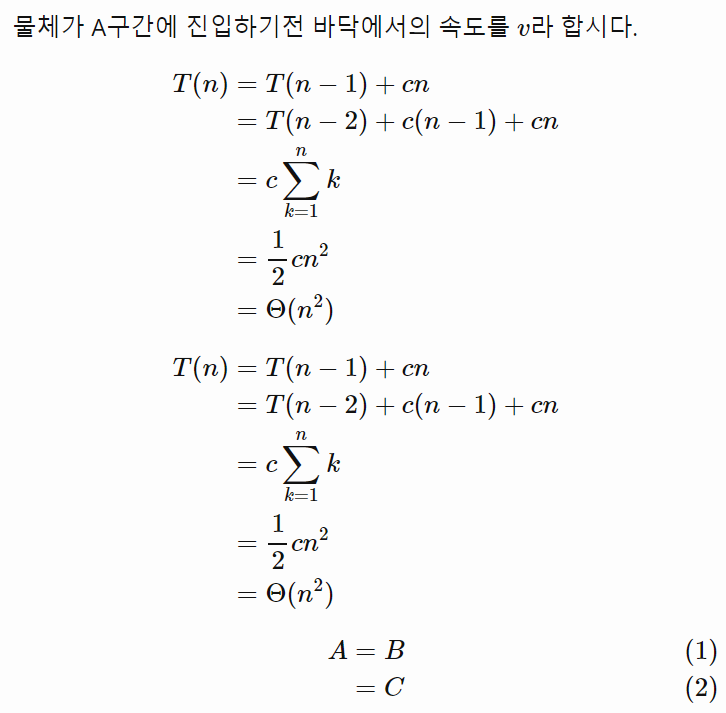 물체가 A구간에 진입하기전 바닥에서의 속도를 v라 합시다.
T(n) = T(n − 1) + cn
= T(n − 2) + c(n − 1) + cn
= c∑_{k=1}^{n} k
= \frac{1}{2}cn²
= Θ(n²)
T(n) = T(n − 1) + cn
= T(n − 2) + c(n − 1) + cn
= c∑_{k=1}^{n} k
= \frac{1}{2}cn²
= Θ(n²)
A = B (1)
= C (2)